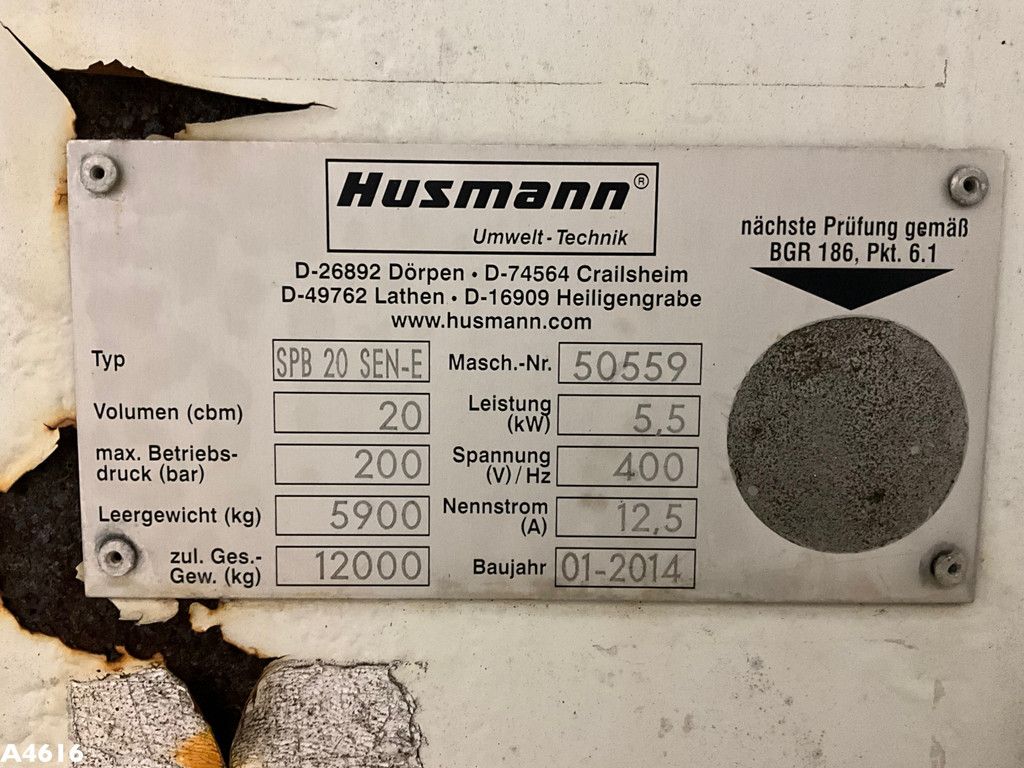 Husmann®
Umwelt-Technik
D-26892 Dörpen • D-74564 Crailsheim
D-49762 Lathen • D-16909 Heiligengrabe
www.husmann.com
nächste Prüfung gemäß
BGR 186, Pkt. 6.1
Typ SPB 20 SEN-E
Masch.-Nr. 50559
Volumen (cbm) 20
Leistung
(kW) 5,5
max. Betriebs-
druck (bar) 200
Spannung
(V)/Hz 400
Leergewicht (kg) 5900
Nennstrom
(A) 12,5
zul. Ges.-
Gew. (kg) 12000
Baujahr 01-2014
A4616